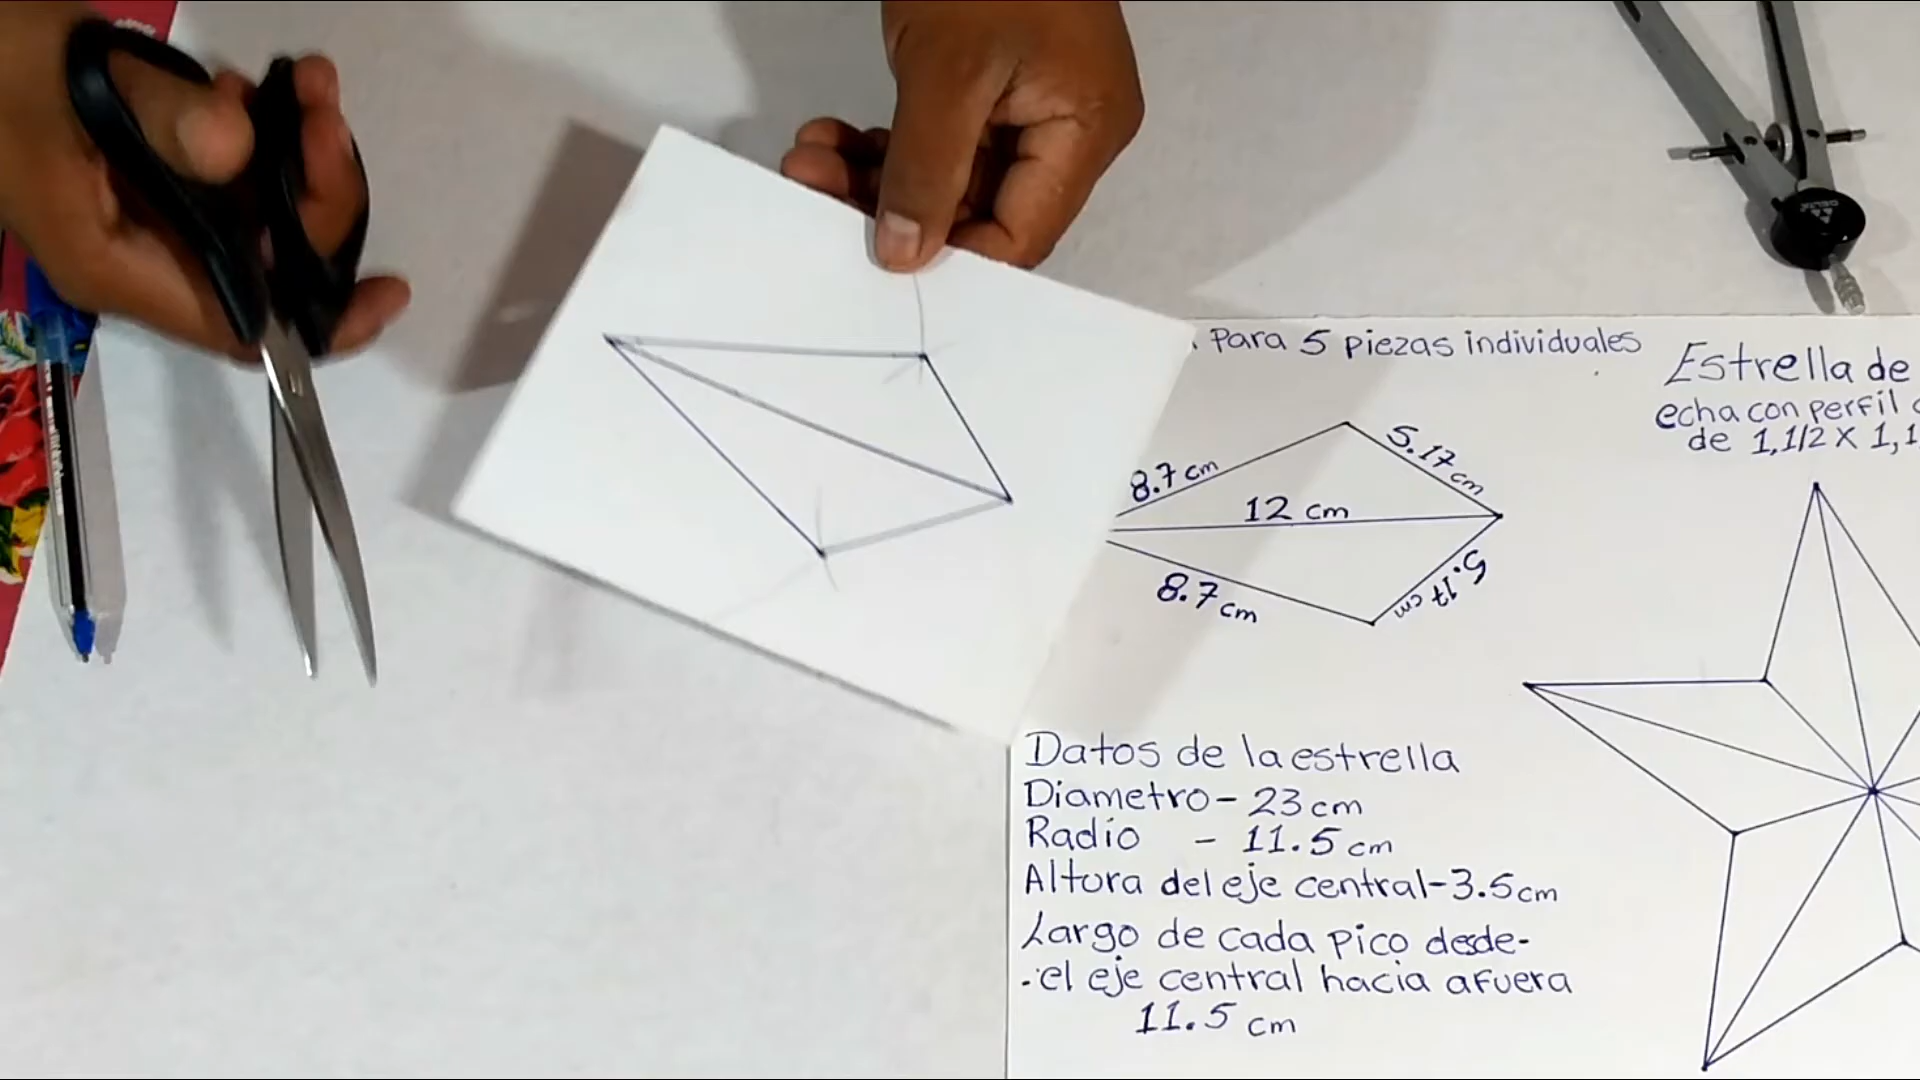 Para 5 piezas individuales
Estrella de
echa con perfil
de 1,1/2 X 1,1
8.7 cm
5.17 cm
12 cm
8.7 cm
5.17 cm
Datos de la estrella
Diametro- 23 cm
Radio - 11.5 cm
Altura del eje central-3.5cm
Largo de cada pico desde-
-el eje central hacia afuera
11.5 cm